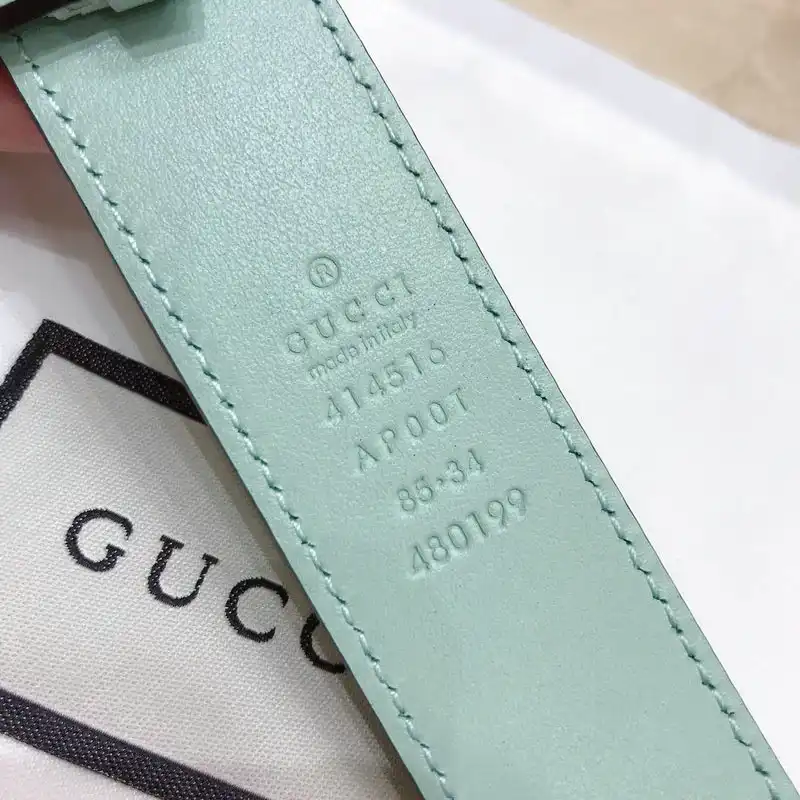 ®
GUCCI
made in italy
414516
AP00T
85·34
480199
GUCC